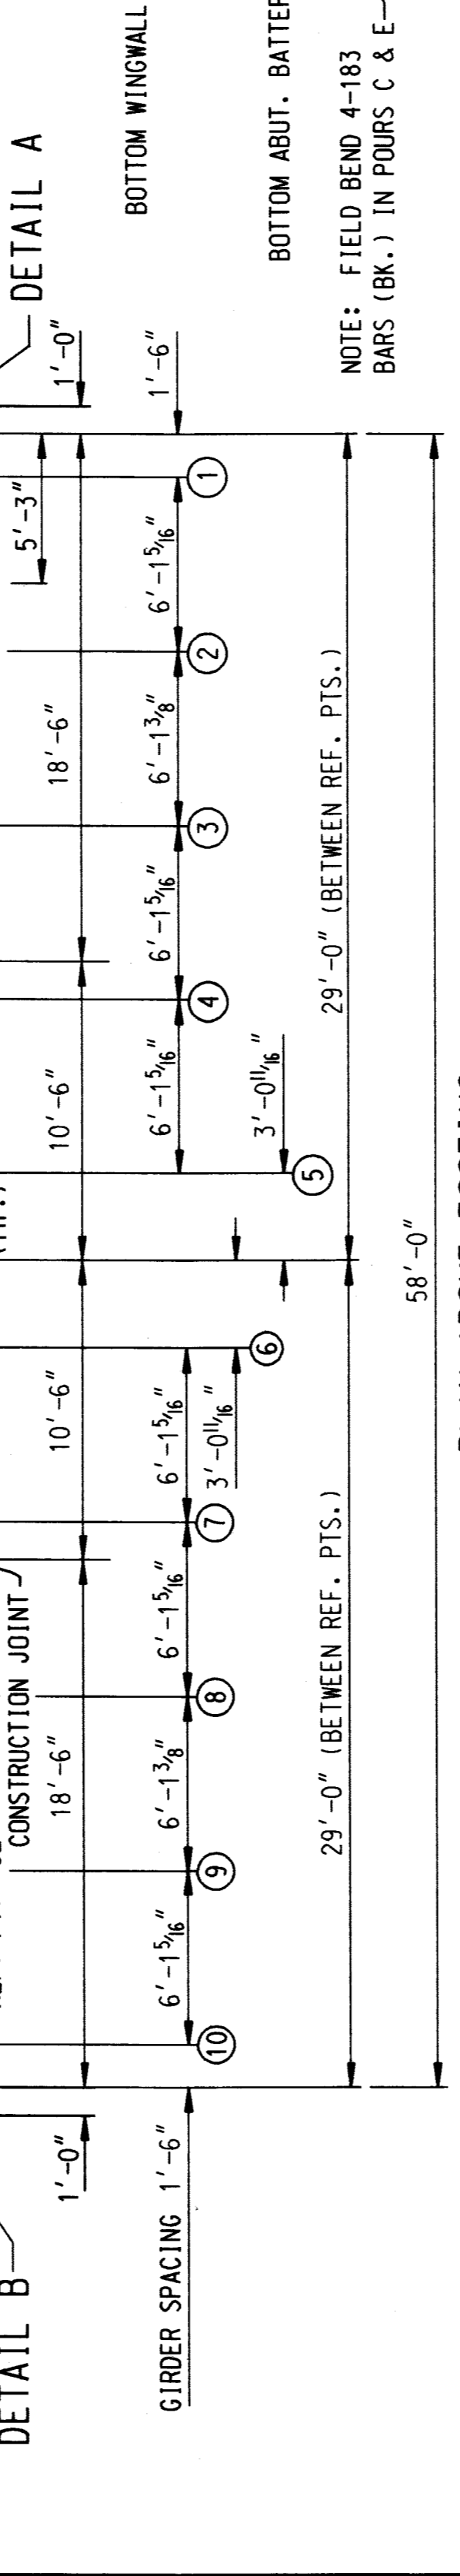 DETAIL B
DETAIL A
CONSTRUCTION JOINT
1'-0"
18'-6"
10'-6"
10'-6"
18'-6"
5'-3"
1'-0"
GIRDER SPACING 1'-6"
6'-1 5/16"
6'-1 3/8"
6'-1 5/16"
6'-1 5/16"
6'-1 5/16"
6'-1 5/16"
6'-1 3/8"
6'-1 5/16"
1'-6"
3'-0 11/16"
3'-0 11/16"
10
9
8
7
6
5
4
3
2
1
29'-0" (BETWEEN REF. PTS.)
29'-0" (BETWEEN REF. PTS.)
58'-0"
BOTTOM WINGWALL
BOTTOM ABUT. BATTER
NOTE: FIELD BEND 4-183
BARS (BK.) IN POURS C & E